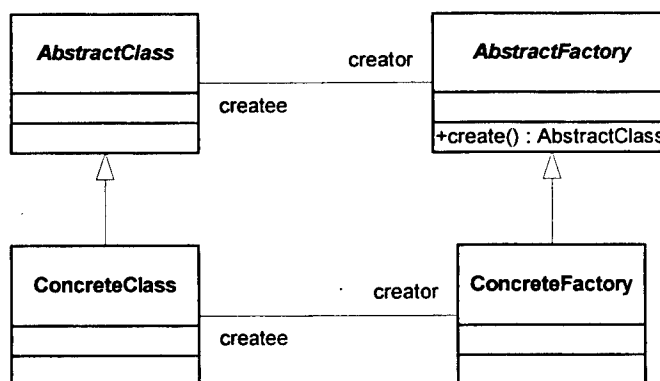 AbstractClass
AbstractFactory
creator
createe
+create() : AbstractClass
ConcreteClass
ConcreteFactory
creator
createe